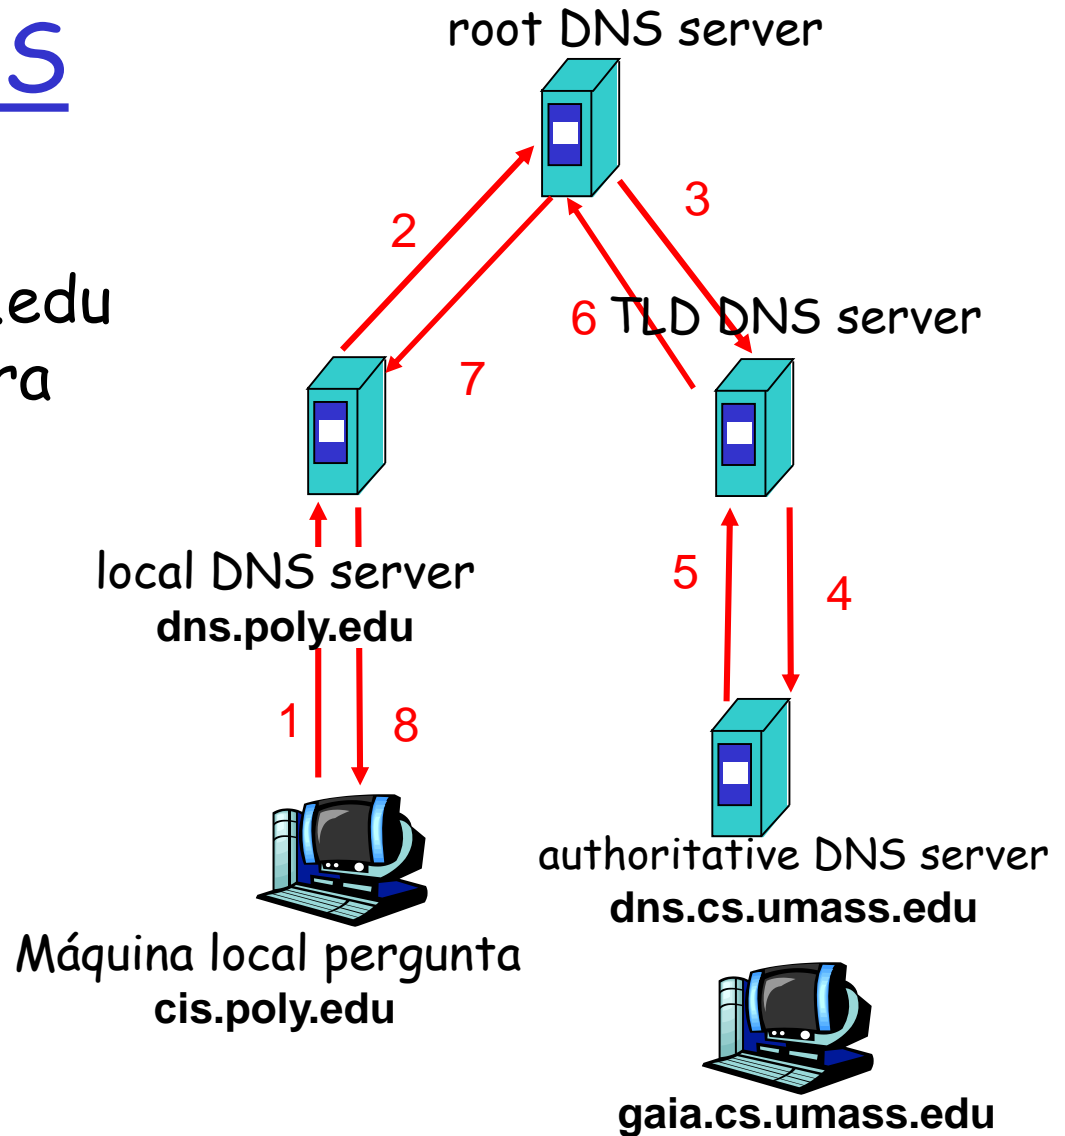 S
root DNS server
2
3
.edu
ra
6 TLD DNS server
7
local DNS server
dns.poly.edu
5
4
1
8
authoritative DNS server
dns.cs.umass.edu
Máquina local pergunta
cis.poly.edu
gaia.cs.umass.edu